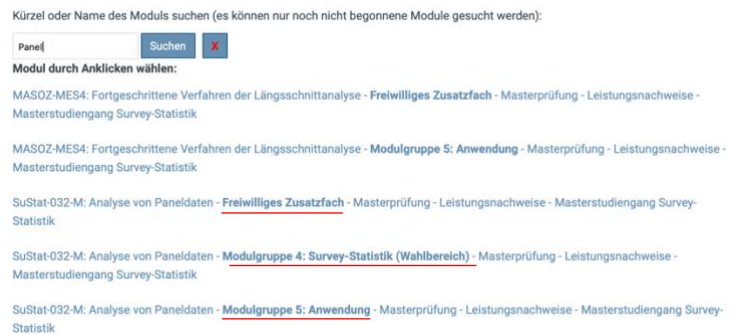 Kürzel oder Name des Moduls suchen (es können nur noch nicht begonnene Module gesucht werden):
Panel Suchen X
Modul durch Anklicken wählen:
MASOZ-MES4: Fortgeschrittene Verfahren der Längsschnittanalyse - Freiwilliges Zusatzfach - Masterprüfung - Leistungsnachweise -
Masterstudiengang Survey-Statistik
MASOZ-MES4: Fortgeschrittene Verfahren der Längsschnittanalyse - Modulgruppe 5: Anwendung - Masterprüfung - Leistungsnachweise -
Masterstudiengang Survey-Statistik
SuStat-032-M: Analyse von Paneldaten - Freiwilliges Zusatzfach - Masterprüfung - Leistungsnachweise - Masterstudiengang Survey-
Statistik
SuStat-032-M: Analyse von Paneldaten - Modulgruppe 4: Survey-Statistik (Wahlbereich) - Masterprüfung - Leistungsnachweise -
Masterstudiengang Survey-Statistik
SuStat-032-M: Analyse von Paneldaten - Modulgruppe 5: Anwendung - Masterprüfung - Leistungsnachweise - Masterstudiengang Survey-
Statistik